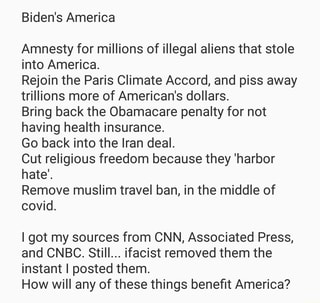 Biden's America
Amnesty for millions of illegal aliens that stole
into America.
Rejoin the Paris Climate Accord, and piss away
trillions more of American's dollars.
Bring back the Obamacare penalty for not
having health insurance.
Go back into the Iran deal.
Cut religious freedom because they 'harbor
hate'.
Remove muslim travel ban, in the middle of
covid.
I got my sources from CNN, Associated Press,
and CNBC. Still... ifacist removed them the
instant I posted them.
How will any of these things benefit America?